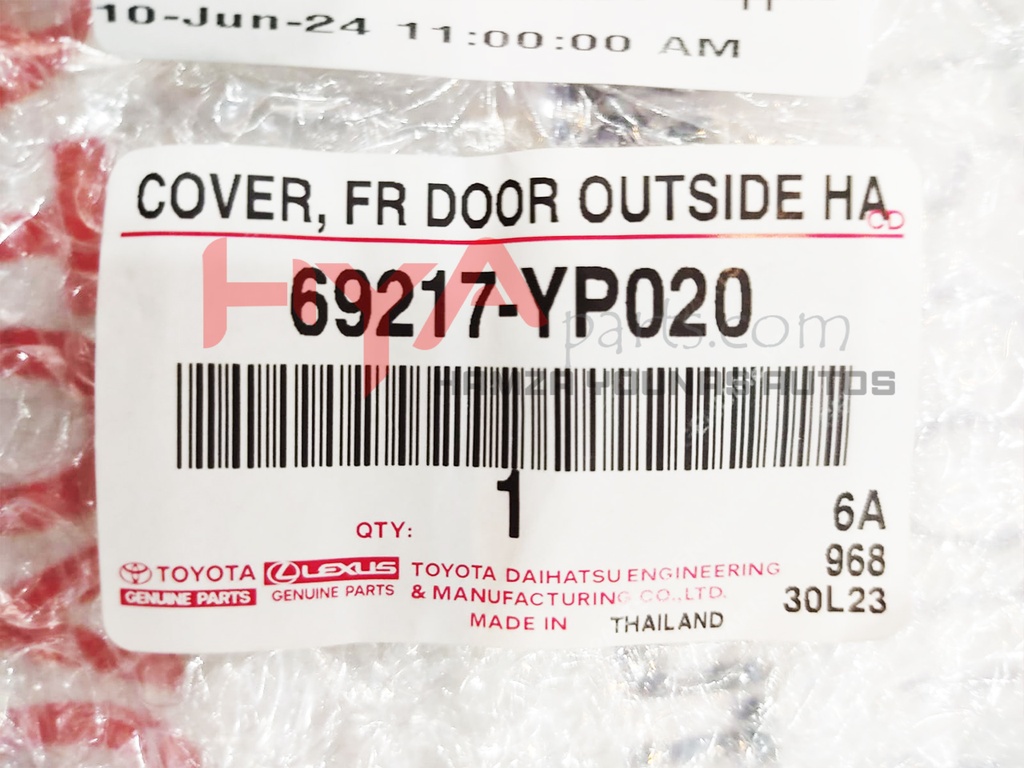 10-Jun-24 11:00:00 AM
COVER, FR DOOR OUTSIDE HA
CD
69217-YP020
HYAparts.com
HAMZA YOUNAS AUTOS
1
QTY:
6A
968
30L23
TOYOTA
GENUINE PARTS
LEXUS
GENUINE PARTS
TOYOTA DAIHATSU ENGINEERING
& MANUFACTURING CO.,LTD.
MADE IN THAILAND